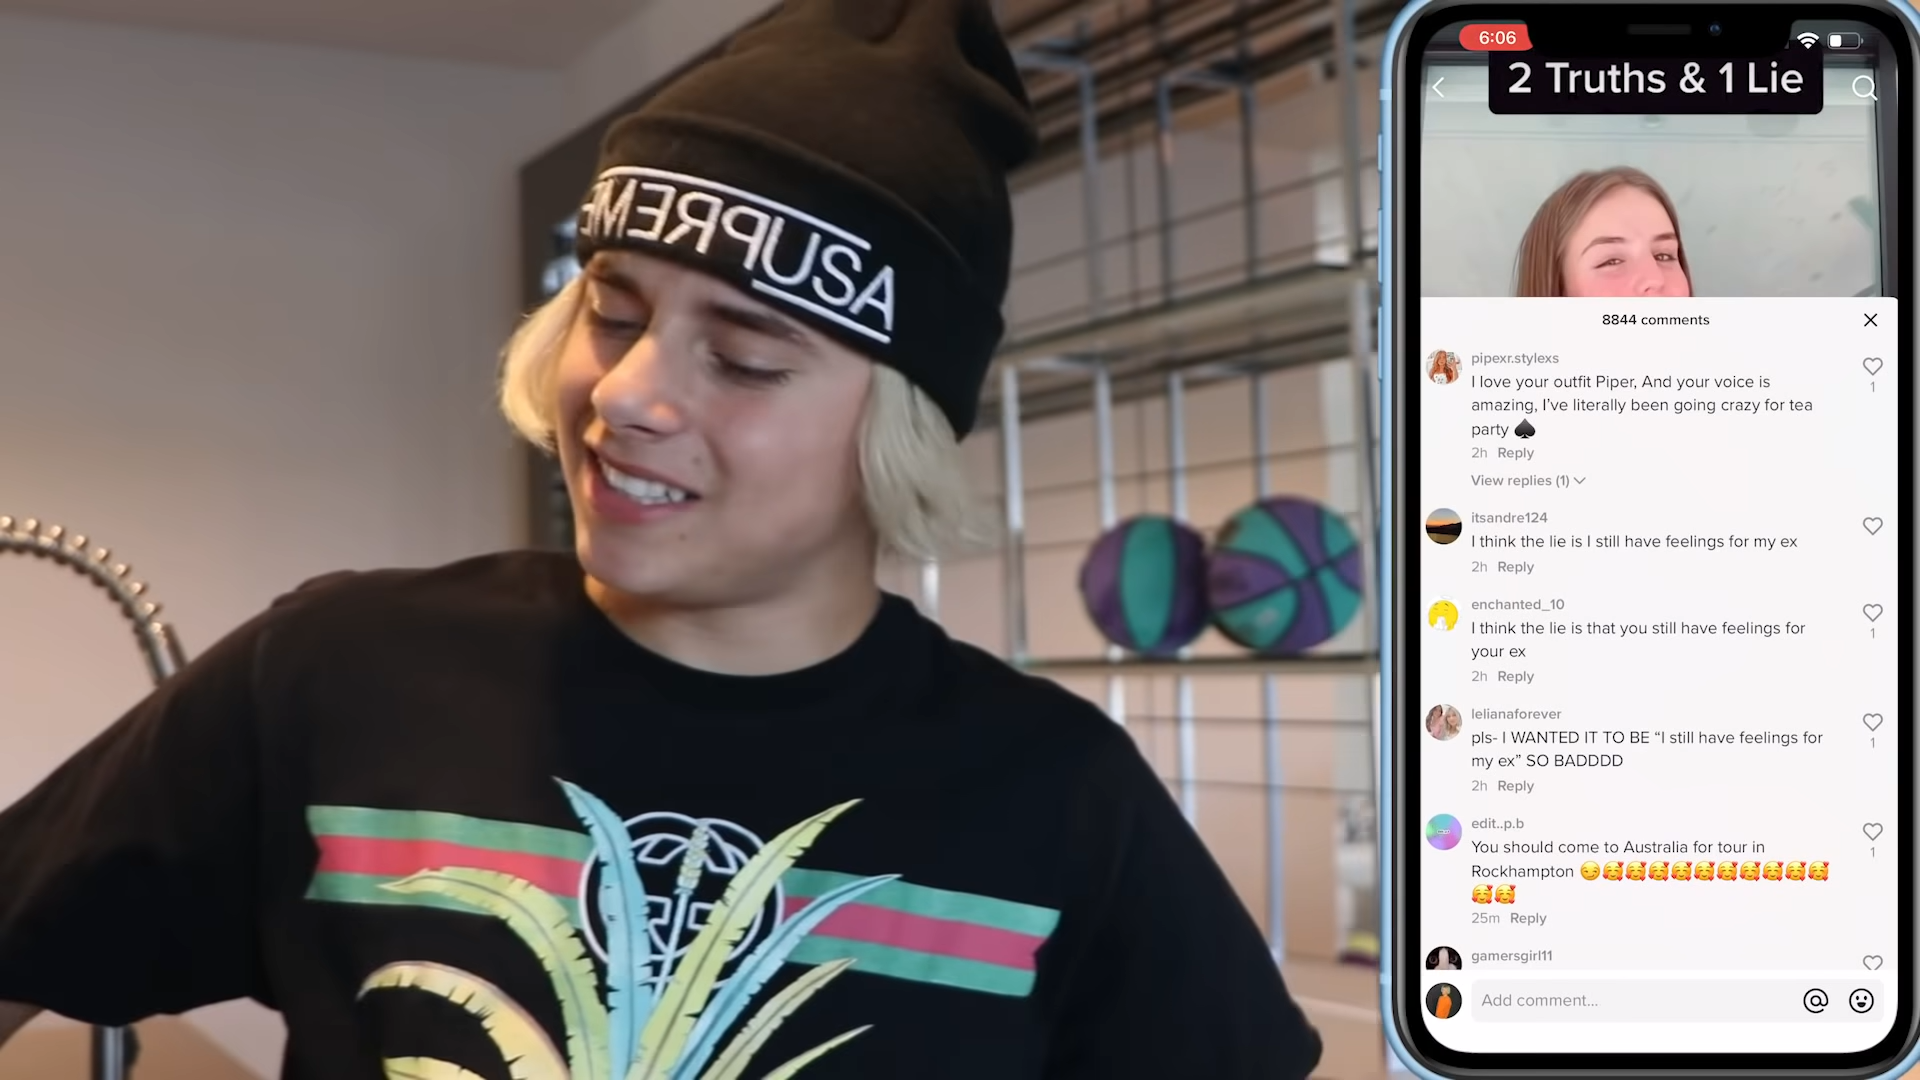 ASUPREME
6:06
2 Truths & 1 Lie
8844 comments
pipexr.stylexs
I love your outfit Piper, And your voice is
amazing, I've literally been going crazy for tea
party ♠️
1
2h Reply
View replies (1)
itsandre124
I think the lie is I still have feelings for my ex
2h Reply
enchanted_10
I think the lie is that you still have feelings for
your ex
1
2h Reply
lelianaforever
pls- I WANTED IT TO BE “I still have feelings for
my ex” SO BADDDD
1
2h Reply
edit..p.b
You should come to Australia for tour in
Rockhampton 😏🥰🥰🥰🥰🥰🥰🥰🥰🥰🥰
🥰🥰
1
25m Reply
gamersgirl11
Add comment...